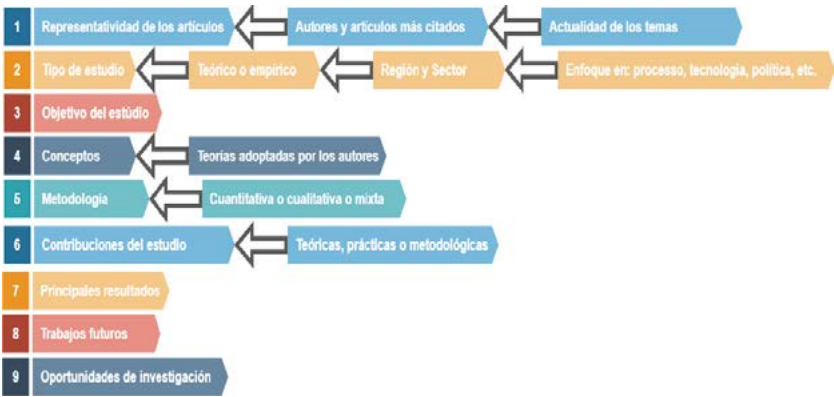 1 Representatividad de los artículos Autores y artículos más citados Actualidad de los temas
2 Tipo de estudio Teórico o empírico Región y Sector Enfoque en: processo, tecnologia, política, etc.
3 Objetivo del estúdio
4 Conceptos Teorías adoptadas por los autores
5 Metodología Cuantitativa o cualitativa o mixta
6 Contribuciones del estudio Teóricas, prácticas o metodológicas
7 Principales resultados
8 Trabajos futuros
9 Oportunidades de investigación